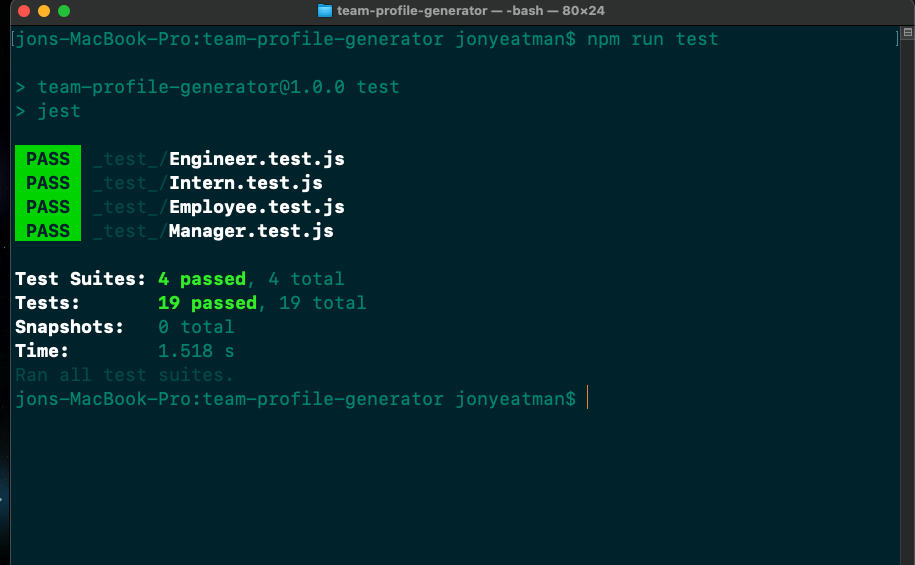 team-profile-generator — -bash — 80×24
[jons-MacBook-Pro:team-profile-generator jonyeatman$ npm run test ]
> team-profile-generator@1.0.0 test
> jest
PASS _test_/Engineer.test.js
PASS _test_/Intern.test.js
PASS _test_/Employee.test.js
PASS _test_/Manager.test.js
Test Suites: 4 passed, 4 total
Tests: 19 passed, 19 total
Snapshots: 0 total
Time: 1.518 s
Ran all test suites.
jons-MacBook-Pro:team-profile-generator jonyeatman$